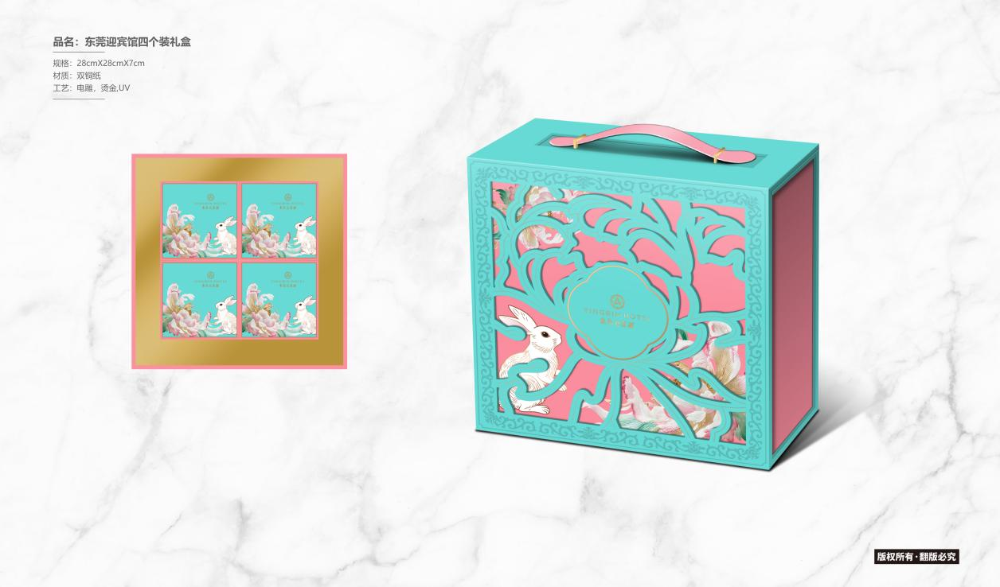 品名：东莞迎宾馆四个装礼盒
规格：28cmX28cmX7cm
材质：双铜纸
工艺：电雕，烫金,UV
YINGBIN HOTEL
版权所有·翻版必究